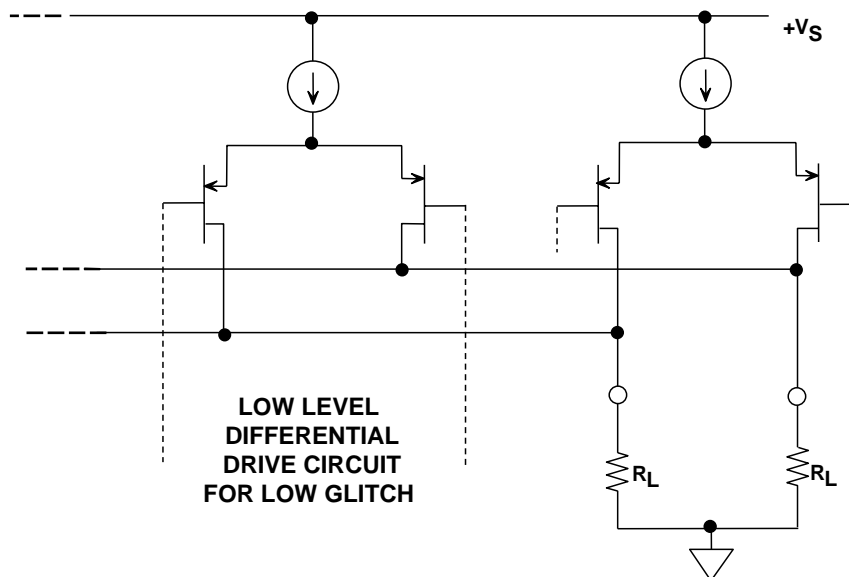 +VS
LOW LEVEL
DIFFERENTIAL
DRIVE CIRCUIT
FOR LOW GLITCH
RL
RL